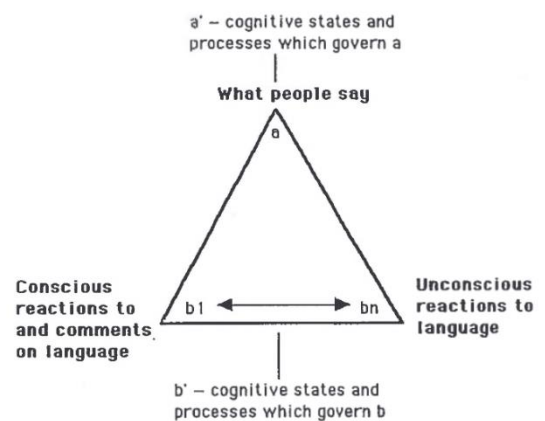 a' – cognitive states and
processes which govern a
What people say
a
Conscious
reactions to
and comments
on language
b1
bn
Unconscious
reactions to
language
b' – cognitive states and
processes which govern b